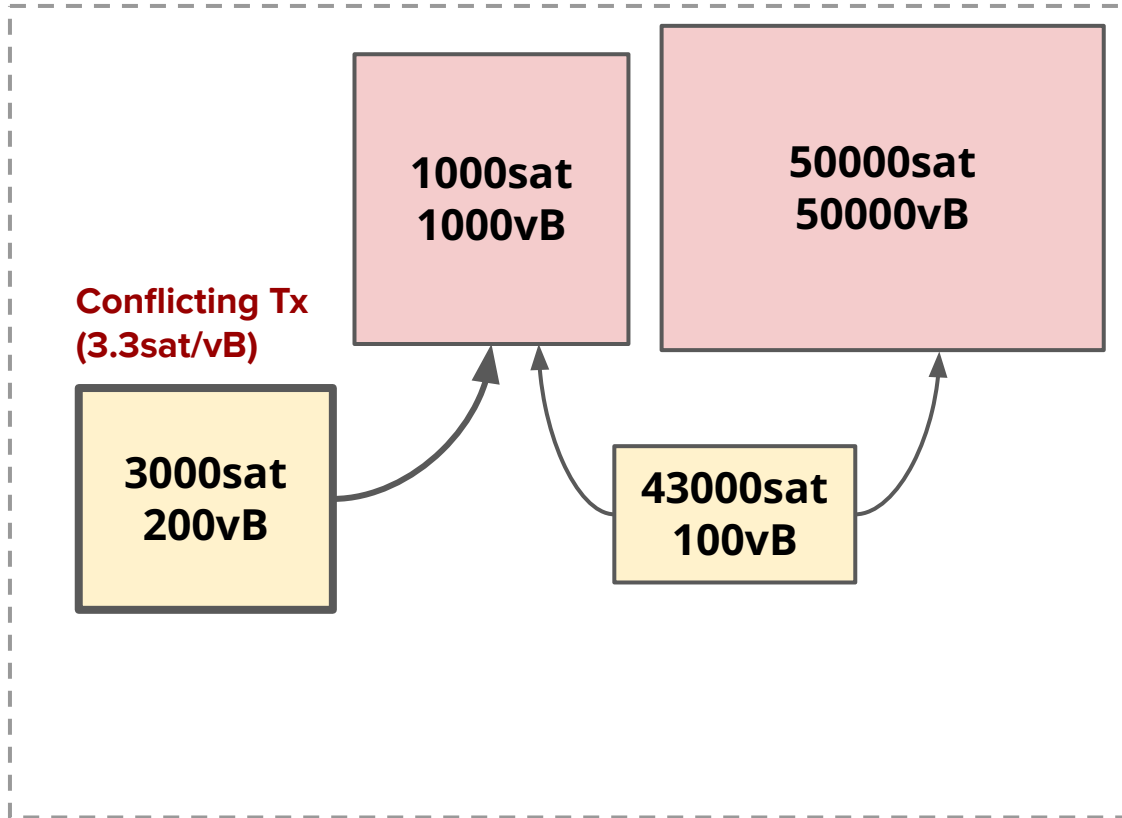 1000sat
1000vB
50000sat
50000vB
Conflicting Tx
(3.3sat/vB)
3000sat
200vB
43000sat
100vB